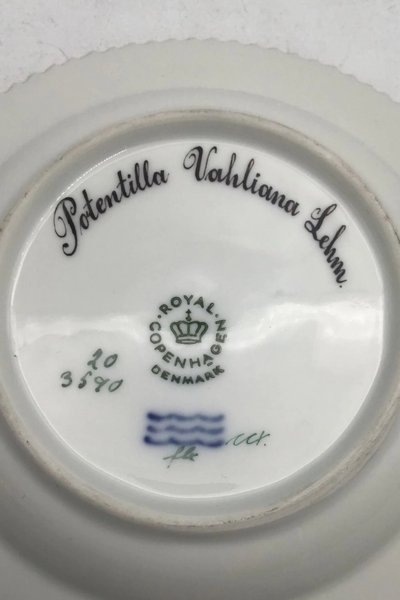 Potentilla Vahliana Lehm.
ROYAL
COPENHAGEN
DENMARK
20
3590